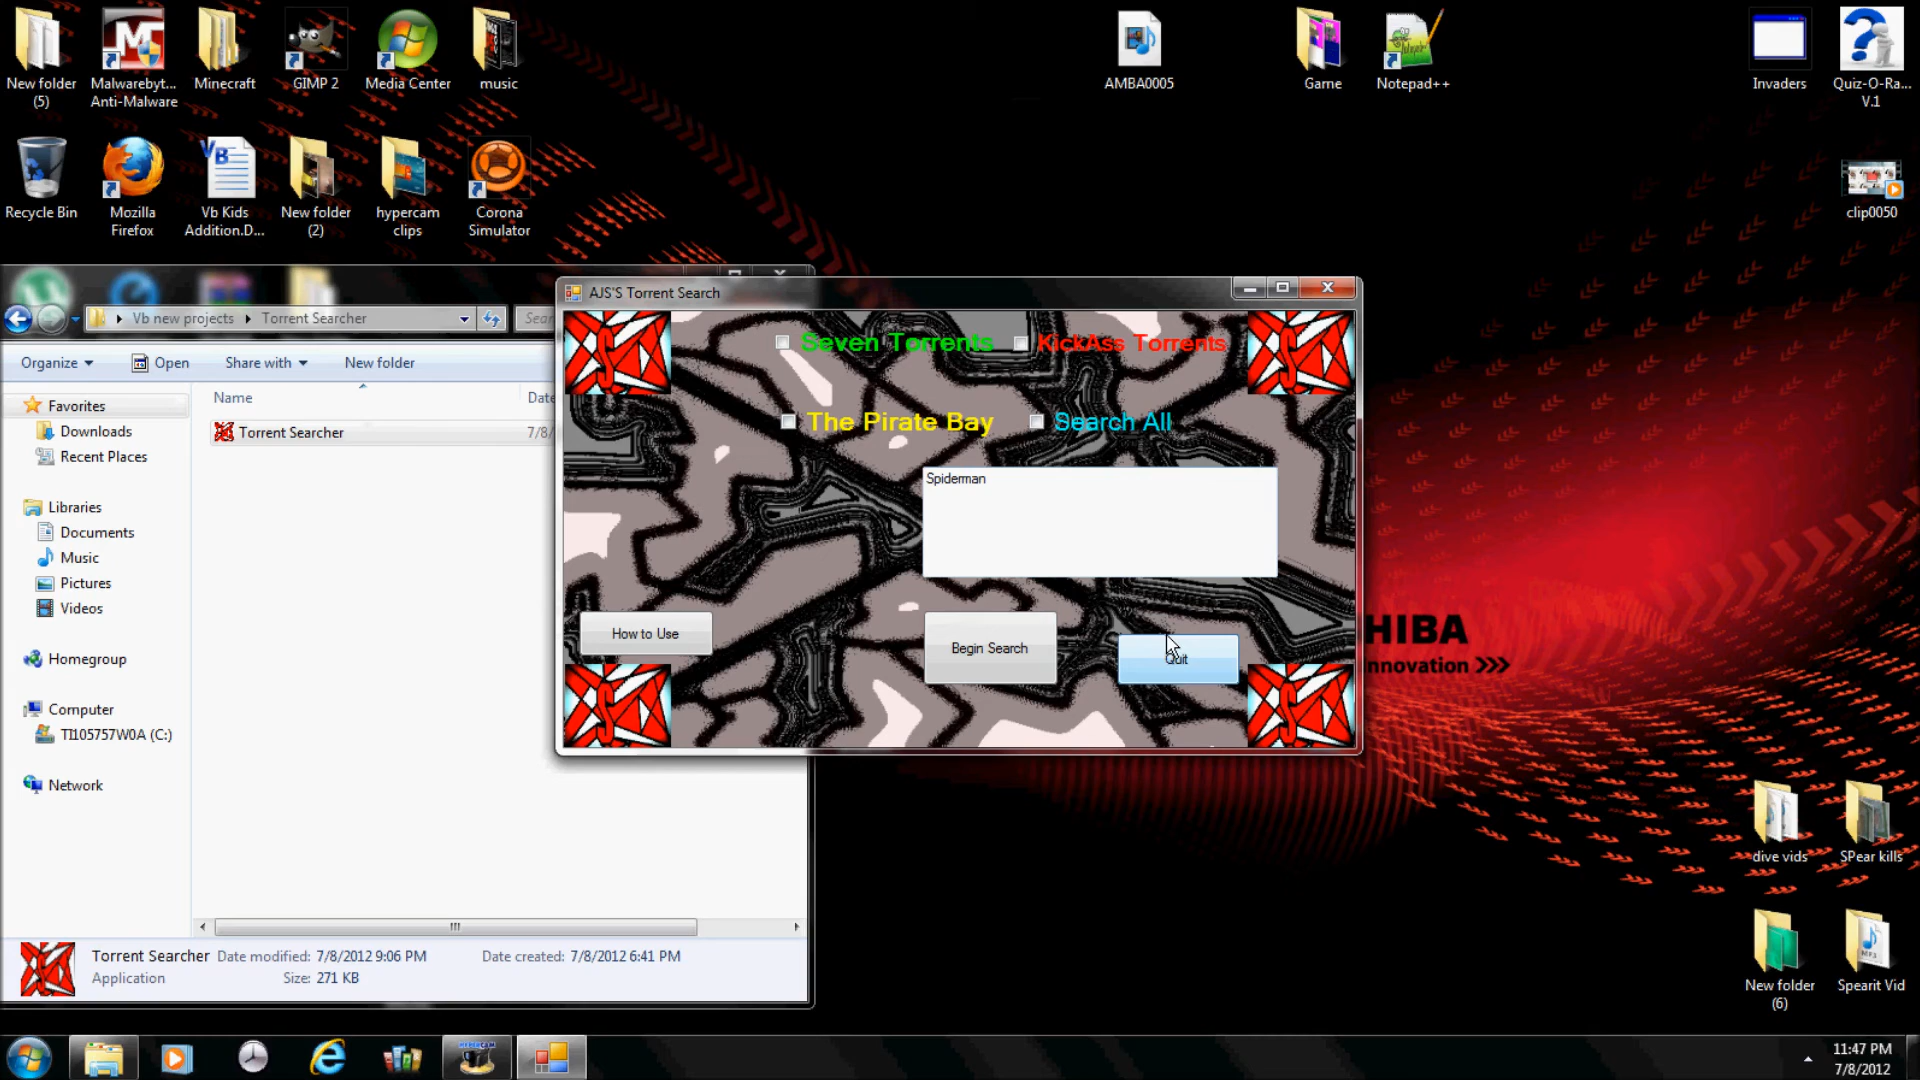 New folder
(5)
Malwarebyt...
Anti-Malware
Minecraft
GIMP 2
Media Center
music
AMBA0005
Game
Notepad++
Invaders
Quiz-O-Ra...
V.1
Recycle Bin
Mozilla
Firefox
Vb Kids
Addition.D...
New folder
(2)
hypercam
clips
Corona
Simulator
clip0050
Vb new projects
Torrent Searcher
Sear
Organize
Open
Share with
New folder
Name
Date
Torrent Searcher
7/8/
Favorites
Downloads
Recent Places
Libraries
Documents
Music
Pictures
Videos
Homegroup
Computer
TI105757W0A (C:)
Network
AJS'S Torrent Search
Seven Torrents
KickAss Torrents
The Pirate Bay
Search All
Spiderman
How to Use
Begin Search
Quit
HIBA
nnovation >>>
dive vids
SPear kills
New folder
(6)
Spearit Vid
Torrent Searcher
Date modified: 7/8/2012 9:06 PM
Date created: 7/8/2012 6:41 PM
Application
Size: 271 KB
11:47 PM
7/8/2012